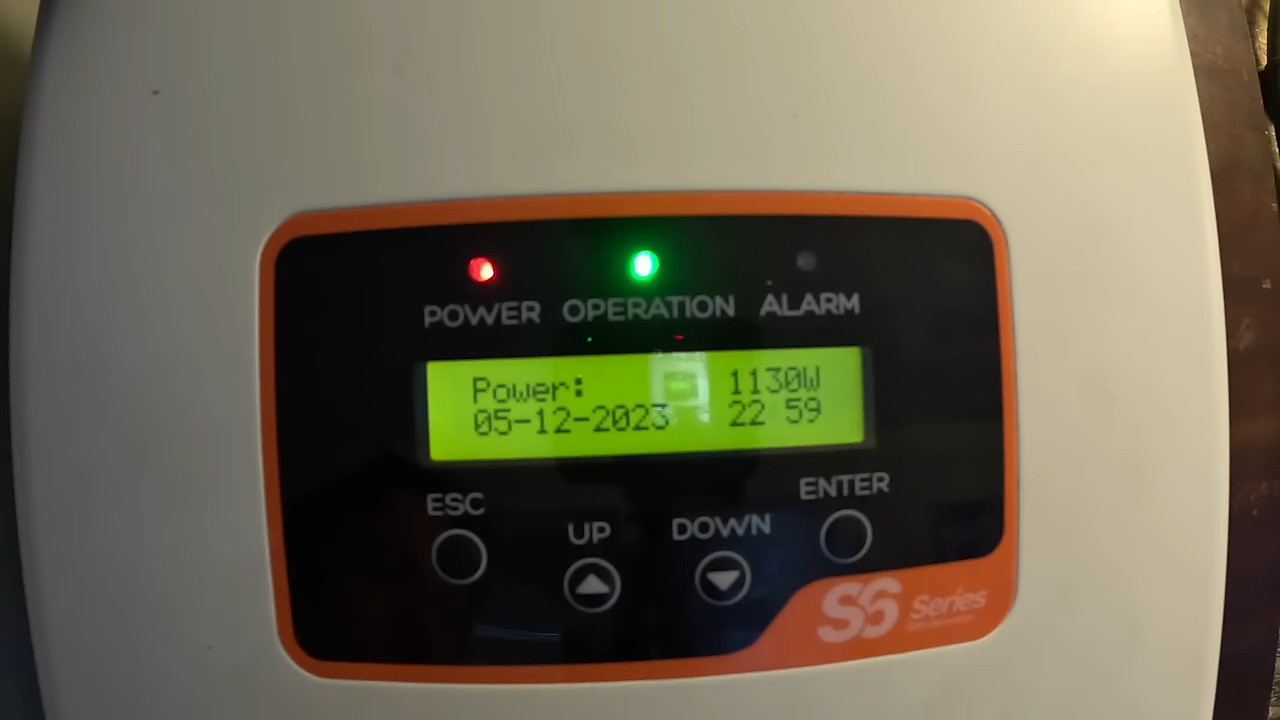 POWER OPERATION ALARM
Power: 1130W
05-12-2023 22 59
ESC UP DOWN ENTER
S6 Series